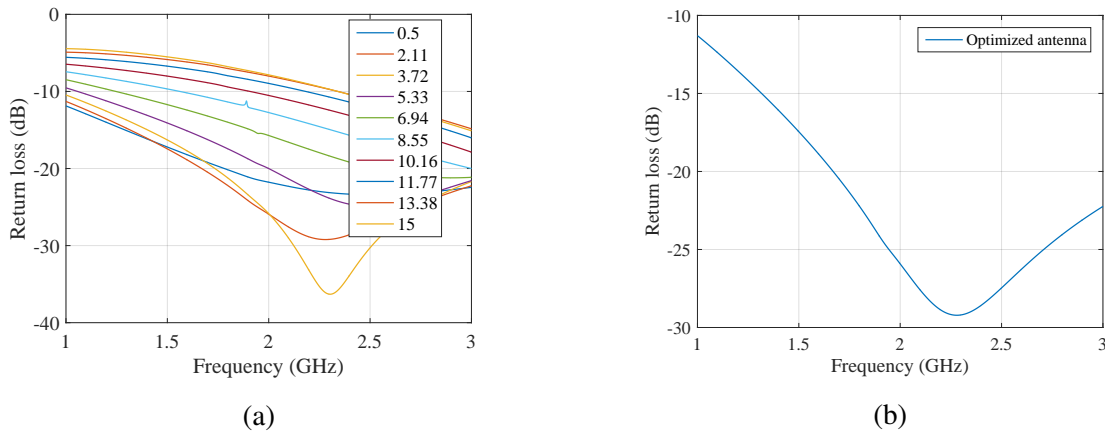 0
-10
-20
-30
-40
Return loss (dB)
1 1.5 2 2.5 3
Frequency (GHz)
0.5
2.11
3.72
5.33
6.94
8.55
10.16
11.77
13.38
15
(a)
-10
-15
-20
-25
-30
Return loss (dB)
1 1.5 2 2.5 3
Frequency (GHz)
Optimized antenna
(b)